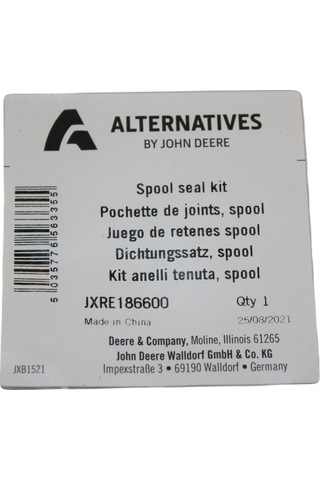 ALTERNATIVES
BY JOHN DEERE
Spool seal kit
Pochette de joints, spool
Juego de retenes spool
Dichtungssatz, spool
Kit anelli tenuta, spool
5035776563355
JXRE186600 Qty 1
Made in China 25/08/2021
Deere & Company, Moline, Illinois 61265
John Deere Walldorf GmbH & Co. KG
JXB1521 Impexstraße 3 • 69190 Walldorf • Germany